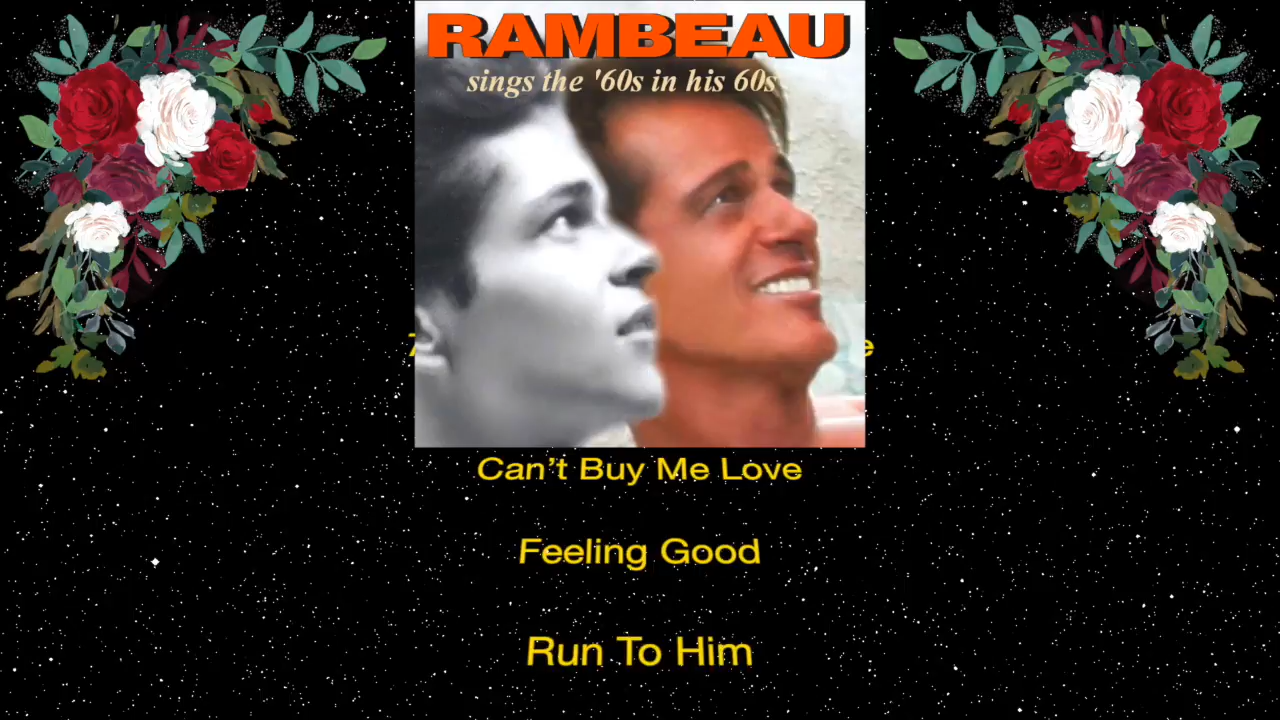 RAMBEAU
sings the '60s in his 60s
Can’t Buy Me Love
Feeling Good
Run To Him